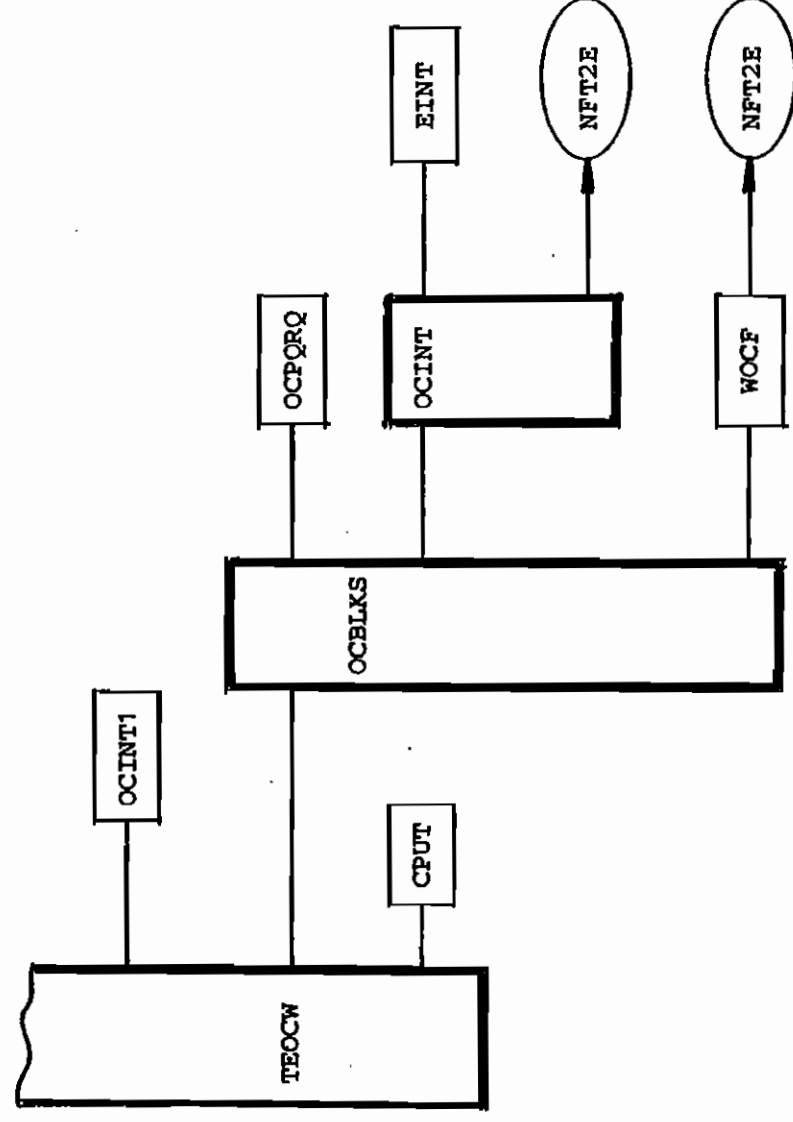 TEOCW
OCINT1
CPUT
OCBLKS
OCPQRQ
OCINT
WOCF
EINT
NFT2E
NFT2E